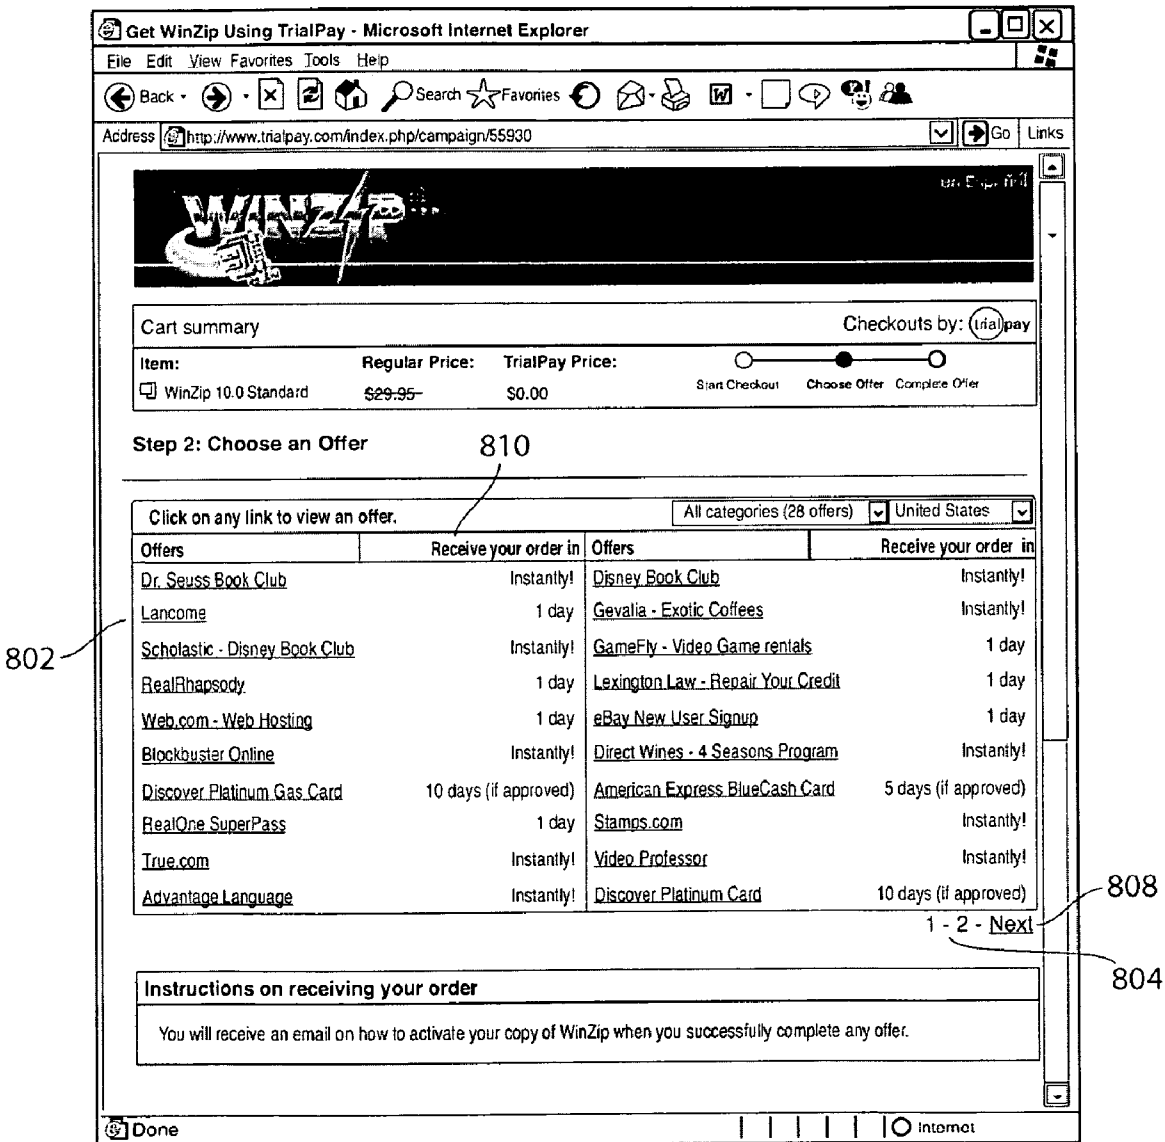 Get WinZip Using TrialPay - Microsoft Internet Explorer
File Edit View Favorites Tools Help
Back Search Favorites W
Address http://www.trialpay.com/index.php/campaign/55930 Go Links
WINZIP en Español
Cart summary Checkouts by: trial pay
Item: Regular Price: TrialPay Price:
WinZip 10.0 Standard $29.95 $0.00
Start Checkout Choose Offer Complete Offer
Step 2: Choose an Offer
810
Click on any link to view an offer. All categories (28 offers) United States
Offers Receive your order in Offers Receive your order in
Dr. Seuss Book Club Instantly! Disney Book Club Instantly!
Lancome 1 day Gevalia - Exotic Coffees Instantly!
802
Scholastic - Disney Book Club Instantly! GameFly - Video Game rentals 1 day
RealRhapsody 1 day Lexington Law - Repair Your Credit 1 day
Web.com - Web Hosting 1 day eBay New User Signup 1 day
Blockbuster Online Instantly! Direct Wines - 4 Seasons Program Instantly!
Discover Platinum Gas Card 10 days (if approved) American Express BlueCash Card 5 days (if approved)
RealOne SuperPass 1 day Stamps.com Instantly!
True.com Instantly! Video Professor Instantly!
Advantage Language Instantly! Discover Platinum Card 10 days (if approved)
808
1 - 2 - Next
804
Instructions on receiving your order
You will receive an email on how to activate your copy of WinZip when you successfully complete any offer.
Done Internet